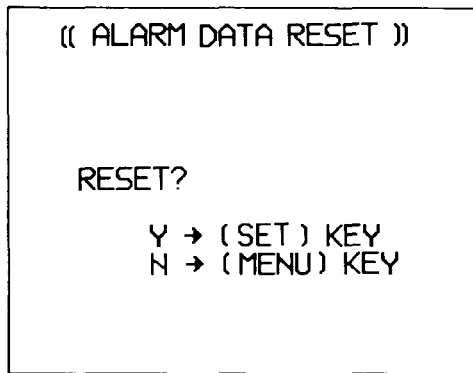 (( ALARM DATA RESET ))
RESET?
Y → (SET) KEY
N → (MENU) KEY